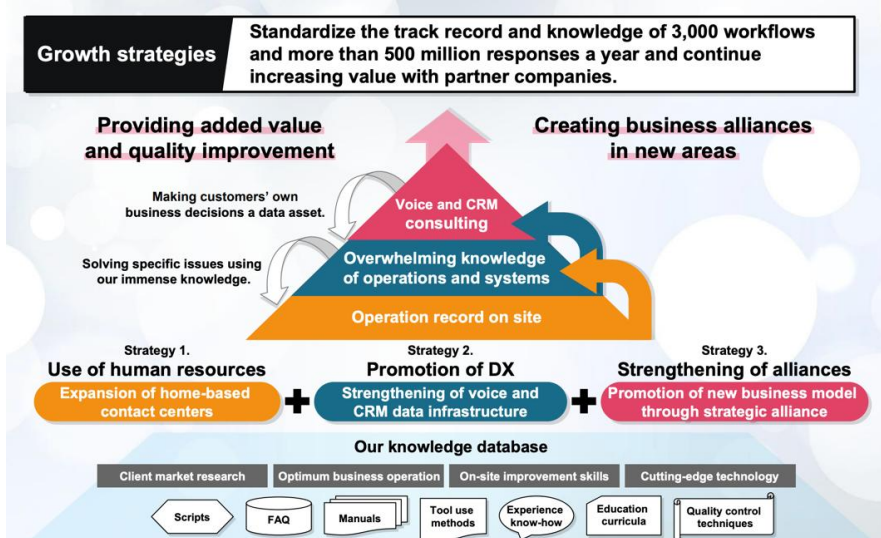 Growth strategies
Standardize the track record and knowledge of 3,000 workflows
and more than 500 million responses a year and continue
increasing value with partner companies.
Providing added value
and quality improvement
Creating business alliances
in new areas
Making customers' own
business decisions a data asset.
Voice and CRM
consulting
Solving specific issues using
our immense knowledge.
Overwhelming knowledge
of operations and systems
Operation record on site
Strategy 1.
Use of human resources
Expansion of home-based
contact centers
+
Strategy 2.
Promotion of DX
Strengthening of voice and
CRM data infrastructure
+
Strategy 3.
Strengthening of alliances
Promotion of new business model
through strategic alliance
Our knowledge database
Client market research
Optimum business operation
On-site improvement skills
Cutting-edge technology
Scripts
FAQ
Manuals
Tool use
methods
Experience
know-how
Education
curricula
Quality control
techniques